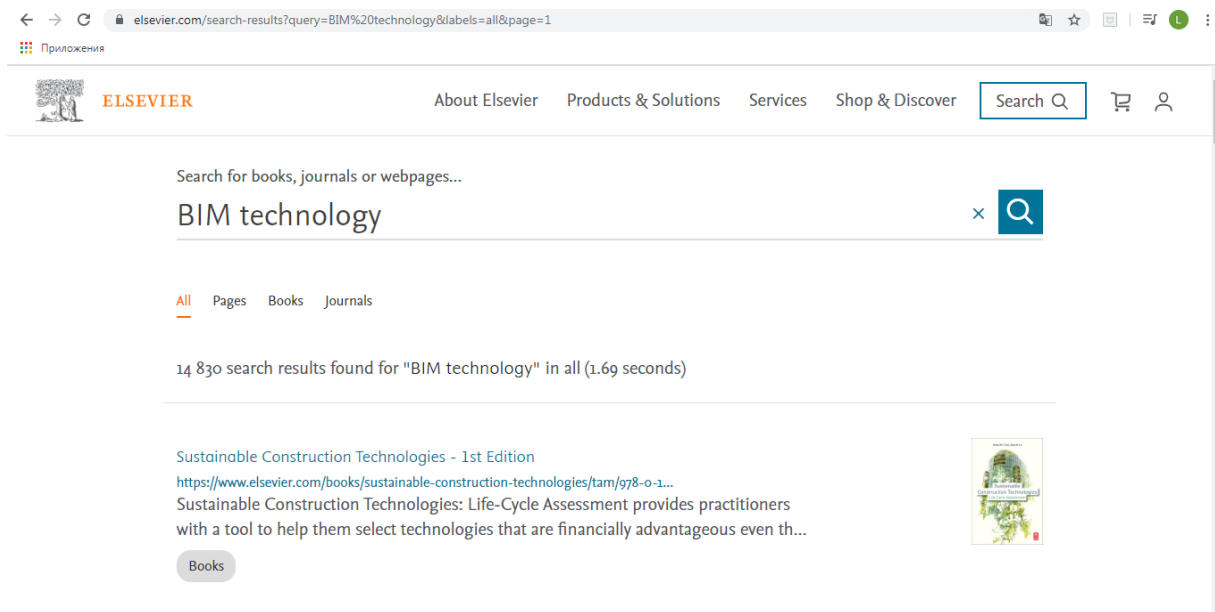 elsevier.com/search-results?query=BIM%20technology&labels=all&page=1
L
Приложения
ELSEVIER
About Elsevier Products & Solutions Services Shop & Discover Search
Search for books, journals or webpages...
BIM technology
All Pages Books Journals
14 830 search results found for "BIM technology" in all (1.69 seconds)
Sustainable Construction Technologies - 1st Edition
https://www.elsevier.com/books/sustainable-construction-technologies/tam/978-0-1...
Sustainable Construction Technologies: Life-Cycle Assessment provides practitioners
with a tool to help them select technologies that are financially advantageous even th...
Sustainable
Construction Technologies
Books